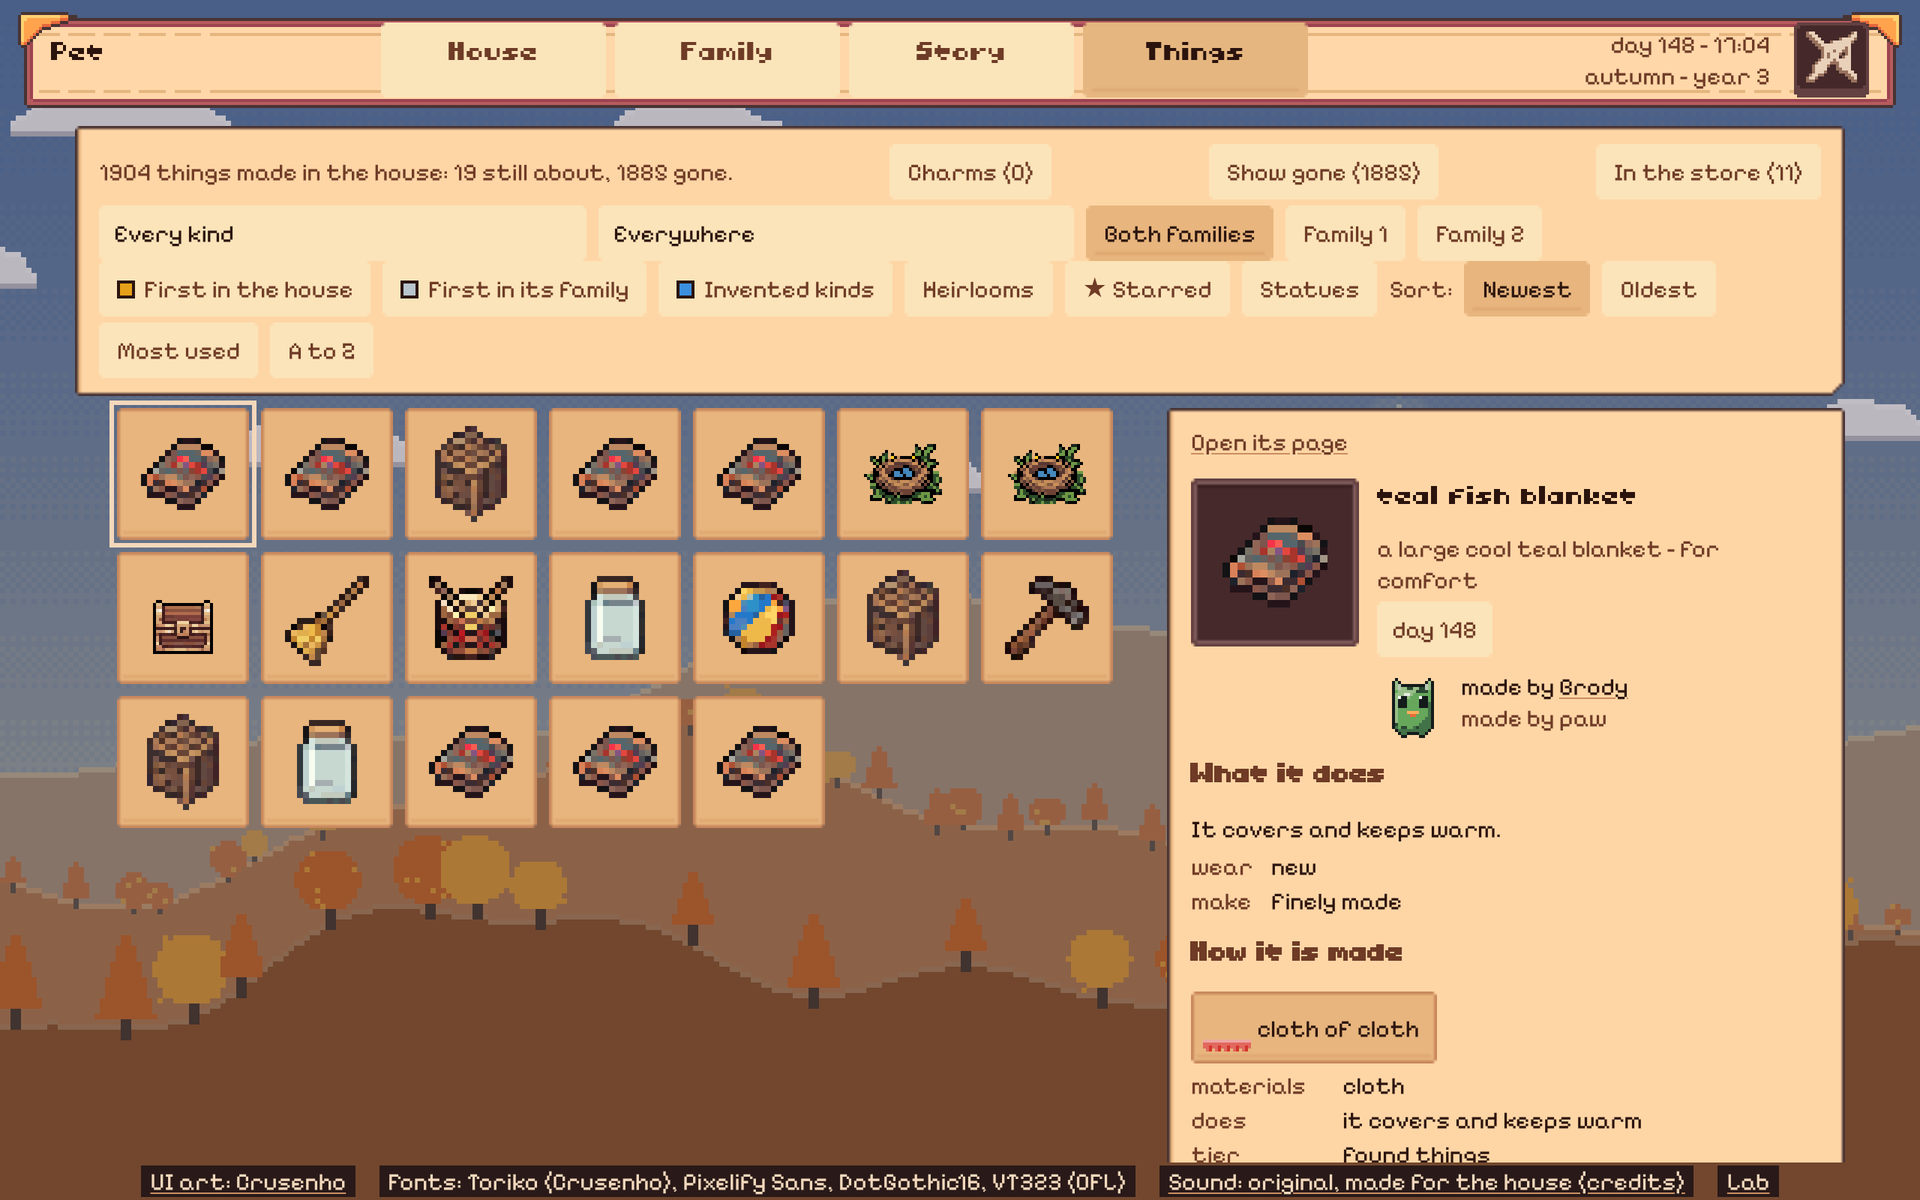 Pet
House
Family
Story
Things
day 148 - 17:04
autumn - year 3
1904 things made in the house: 19 still about, 1885 gone.
Charms (0)
Show gone (1885)
In the store (11)
Every kind
Everywhere
Both families
Family 1
Family 2
First in the house
First in its family
Invented kinds
Heirlooms
★ Starred
Statues
Sort:
Newest
Oldest
Most used
A to Z
Open its page
teal fish blanket
a large cool teal blanket - for
comfort
day 148
made by Brody
made by paw
What it does
It covers and keeps warm.
wear new
make finely made
How it is made
cloth of cloth
materials cloth
does it covers and keeps warm
tier found things
UI art: Crusenho
Fonts: Toriko (Crusenho), Pixelify Sans, DotGothic16, VT323 (OFL)
Sound: original, made for the house (credits)
Lab